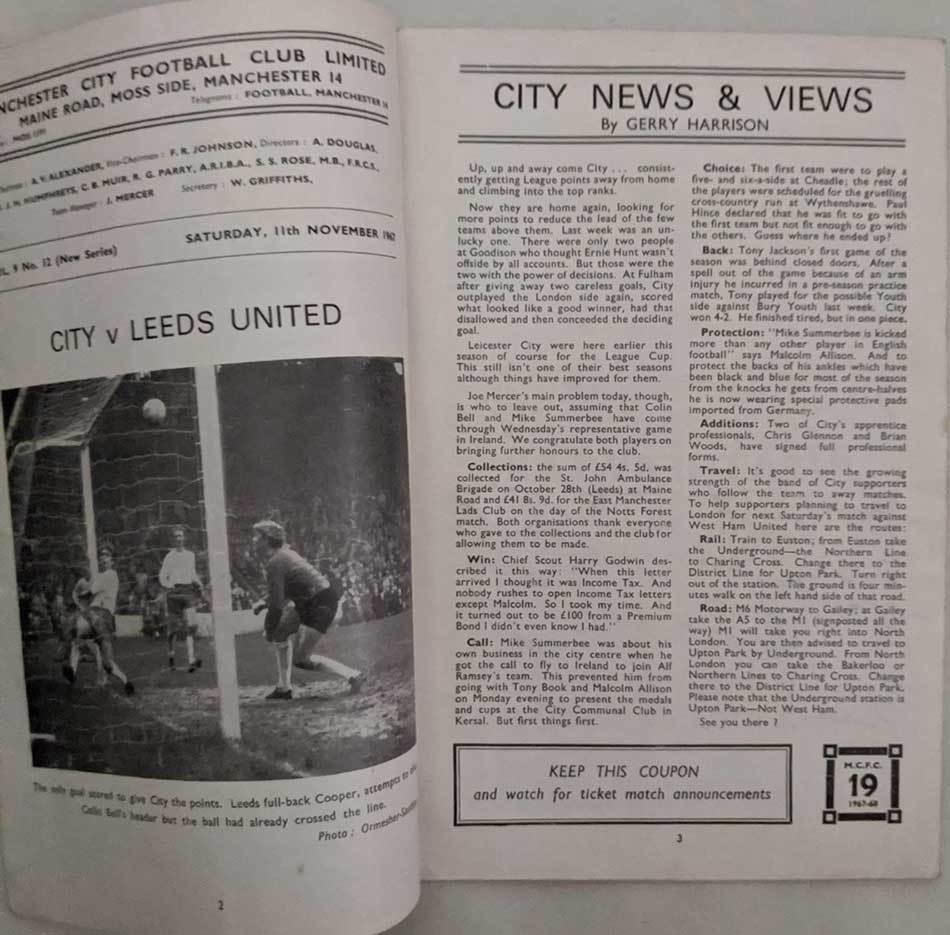 NCHESTER CITY FOOTBALL CLUB LIMITED
MAINE ROAD, MOSS SIDE, MANCHESTER 14
Telegrams : FOOTBALL, MANCHESTER 14
Chairman : A. V. ALEXANDER, Vice-Chairman : F. R. JOHNSON, Directors : A. DOUGLAS,
J. N. HUMPHREYS, C. B. MUIR, R. G. PARRY, A.R.I.B.A., S. S. ROSE, M.B., F.R.C.S.,
Team-Manager : J. MERCER Secretary : W. GRIFFITHS,
L. 9 No. 12 (New Series) SATURDAY, 11th NOVEMBER 1967
CITY v LEEDS UNITED
The only goal scored to give City the points. Leeds full-back Cooper, attempts to
Colin Bell's header but the ball had already crossed the line.
Photo : Ormesher
2
CITY NEWS & VIEWS
By GERRY HARRISON
Up, up and away come City . . . consist-
ently getting League points away from home
and climbing into the top ranks.
Now they are home again, looking for
more points to reduce the lead of the few
teams above them. Last week was an un-
lucky one. There were only two people
at Goodison who thought Ernie Hunt wasn't
offside by all accounts. But those were the
two with the power of decisions. At Fulham
after giving away two careless goals, City
outplayed the London side again, scored
what looked like a good winner, had that
disallowed and then conceded the deciding
goal.
Leicester City were here earlier this
season of course for the League Cup.
This still isn't one of their best seasons
although things have improved for them.
Joe Mercer's main problem today, though,
is who to leave out, assuming that Colin
Bell and Mike Summerbee have come
through Wednesday's representative game
in Ireland. We congratulate both players on
bringing further honours to the club.
Collections: the sum of £54 4s. 5d. was
collected for the St. John Ambulance
Brigade on October 28th (Leeds) at Maine
Road and £41 8s. 9d. for the East Manchester
Lads Club on the day of the Notts Forest
match. Both organisations thank everyone
who gave to the collections and the club for
allowing them to be made.
Win: Chief Scout Harry Godwin des-
cribed it this way: "When this letter
arrived I thought it was Income Tax. And
nobody rushes to open Income Tax letters
except Malcolm. So I took my time. And
it turned out to be £100 from a Premium
Bond I didn't even know I had."
Call: Mike Summerbee was about his
own business in the city centre when he
got the call to fly to Ireland to join Alf
Ramsey's team. This prevented him from
going with Tony Book and Malcolm Allison
on Monday evening to present the medals
and cups at the City Communal Club in
Kersal. But first things first.
Choice: The first team were to play a
five- and six-a-side at Cheadle; the rest of
the players were scheduled for the gruelling
cross-country run at Wythenshawe. Paul
Hince declared that he was fit to go with
the first team but not fit enough to go with
the others. Guess where he ended up!
Back: Tony Jackson's first game of the
season was behind closed doors. After a
spell out of the game because of an arm
injury he incurred in a pre-season practice
match, Tony played for the possible Youth
side against Bury Youth last week. City
won 4-2. He finished tired, but in one piece.
Protection: "Mike Summerbee is kicked
more than any other player in English
football" says Malcolm Allison. And to
protect the backs of his ankles which have
been black and blue for most of the season
from the knocks he gets from centre-halves
he is now wearing special protective pads
imported from Germany.
Additions: Two of City's apprentice
professionals, Chris Glennon and Brian
Woods, have signed full professional
forms.
Travel: It's good to see the growing
strength of the band of City supporters
who follow the team to away matches.
To help supporters planning to travel to
London for next Saturday's match against
West Ham United here are the routes:
Rail: Train to Euston; from Euston take
the Underground—the Northern Line
to Charing Cross. Change there to the
District Line for Upton Park. Turn right
out of the station. The ground is four min-
utes walk on the left hand side of that road.
Road: M6 Motorway to Gailey; at Gailey
take the A5 to the M1 (signposted all the
way) M1 will take you right into North
London. You are then advised to travel to
Upton Park by Underground. From North
London you can take the Bakerloo or
Northern Lines to Charing Cross. Change
there to the District Line for Upton Park.
Please note that the Underground station is
Upton Park—Not West Ham.
See you there ?
KEEP THIS COUPON
and watch for ticket match announcements
M.C.F.C.
19
1967-68
3